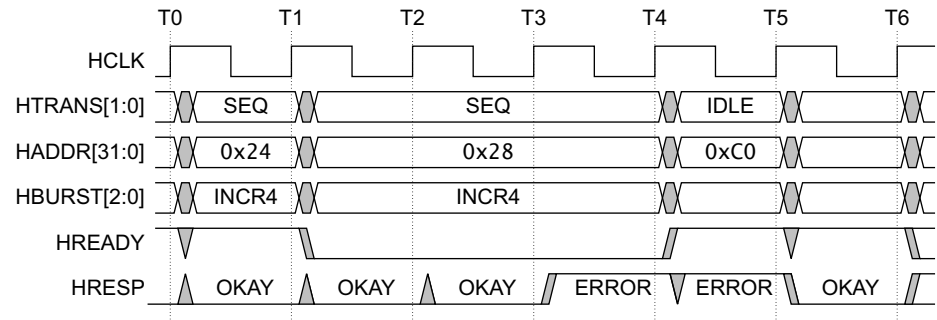 T0 T1 T2 T3 T4 T5 T6
HCLK
HTRANS[1:0] SEQ SEQ IDLE
HADDR[31:0] 0x24 0x28 0xC0
HBURST[2:0] INCR4 INCR4
HREADY
HRESP OKAY OKAY OKAY ERROR ERROR OKAY